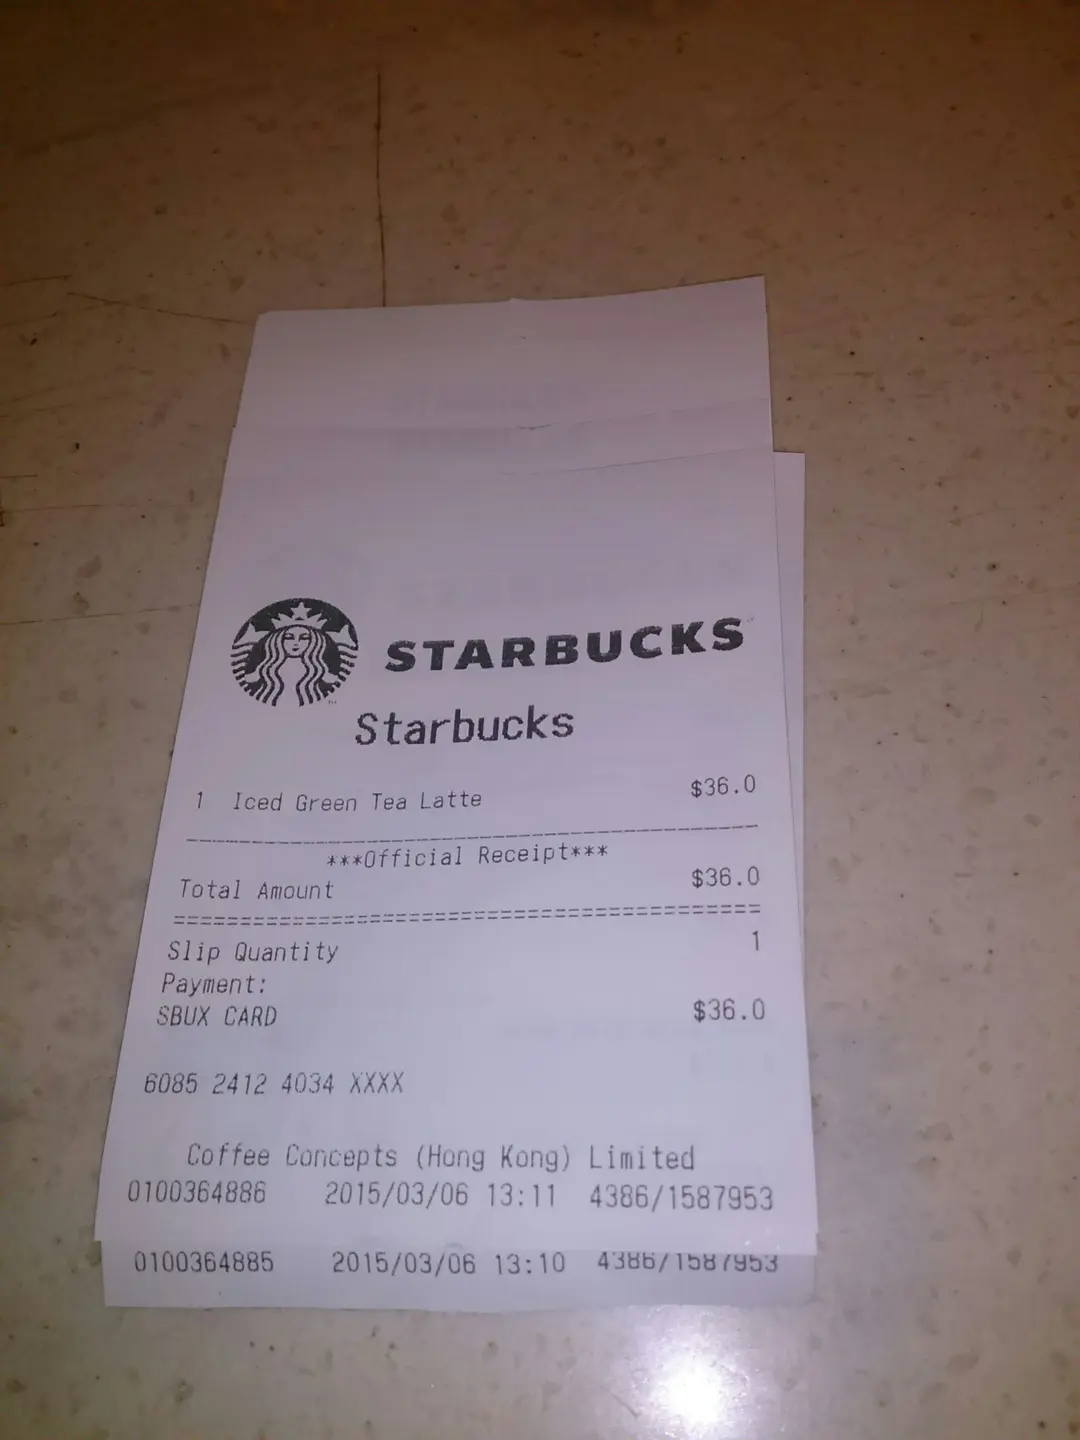 STARBUCKS
Starbucks
1 Iced Green Tea Latte $36.0
***Official Receipt***
Total Amount $36.0
============================================
Slip Quantity 1
Payment:
SBUX CARD $36.0
6085 2412 4034 XXXX
Coffee Concepts (Hong Kong) Limited
0100364886 2015/03/06 13:11 4386/1587953
0100364885 2015/03/06 13:10 4386/1587953